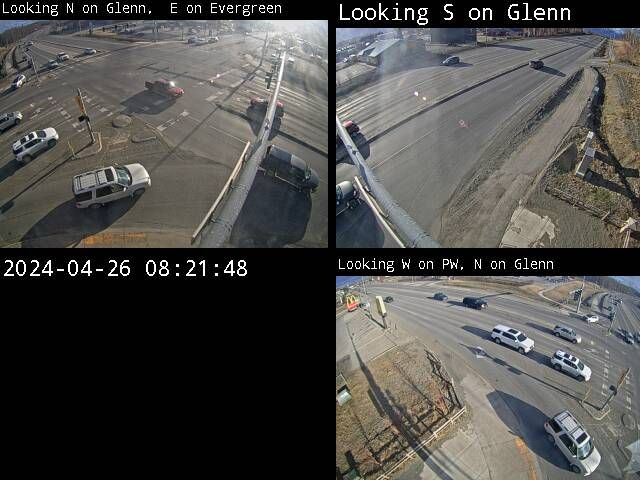 Looking N on Glenn,  E on Evergreen
Looking S on Glenn
2024-04-26 08:21:48
Looking W on PW, N on Glenn